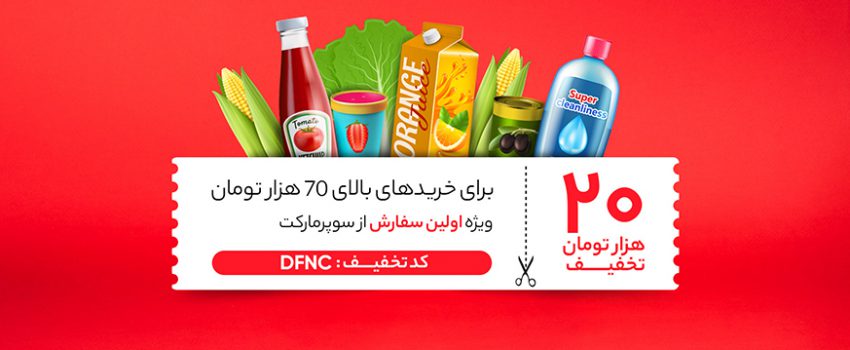 Tomato
KETCHUP
ORANGE
Juice
Super
cleanliness
برای خریدهای بالای 70 هزار تومان
ویژه اولین سفارش از سوپرمارکت
کد تخفیف : DFNC
۲۰
هزار تومان
تخفیف